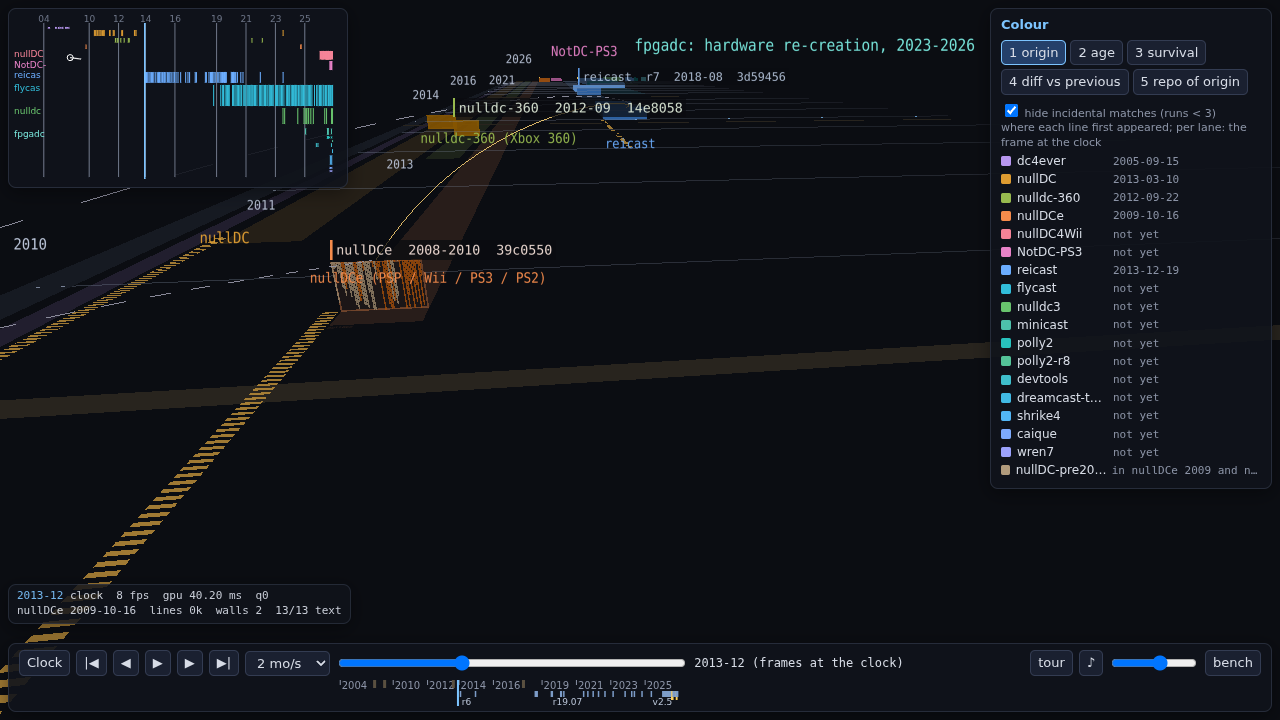 04 10 12 14 16 19 21 23 25
nullDC
NotDC-
reicas
flycas
nulldc
fpgadc
2026 NotDC-PS3 fpgadc: hardware re-creation, 2023-2026
2016 2021 reicast r7 2018-08 3d59456
2014 nulldc-360 2012-09 14e8058
nulldc-360 (Xbox 360) reicast
2013
2011
2010 nullDC
nullDCe 2008-2010 39c0550
nullDCe (PSP / Wii / PS3 / PS2)
Colour
1 origin 2 age 3 survival
4 diff vs previous 5 repo of origin
hide incidental matches (runs < 3)
where each line first appeared; per lane: the
frame at the clock
dc4ever 2005-09-15
nullDC 2013-03-10
nulldc-360 2012-09-22
nullDCe 2009-10-16
nullDC4Wii not yet
NotDC-PS3 not yet
reicast 2013-12-19
flycast not yet
nulldc3 not yet
minicast not yet
polly2 not yet
polly2-r8 not yet
devtools not yet
dreamcast-t… not yet
shrike4 not yet
caique not yet
wren7 not yet
nullDC-pre20… in nullDCe 2009 and n…
2013-12 clock 8 fps gpu 40.20 ms q0
nullDCe 2009-10-16 lines 0k walls 2 13/13 text
Clock |◀ ◀ ▶ ▶ ▶| 2 mo/s 2013-12 (frames at the clock) tour ♪ bench
2004 2010 2012 2014 2016 2019 2021 2023 2025
r6 r19.07 v2.5